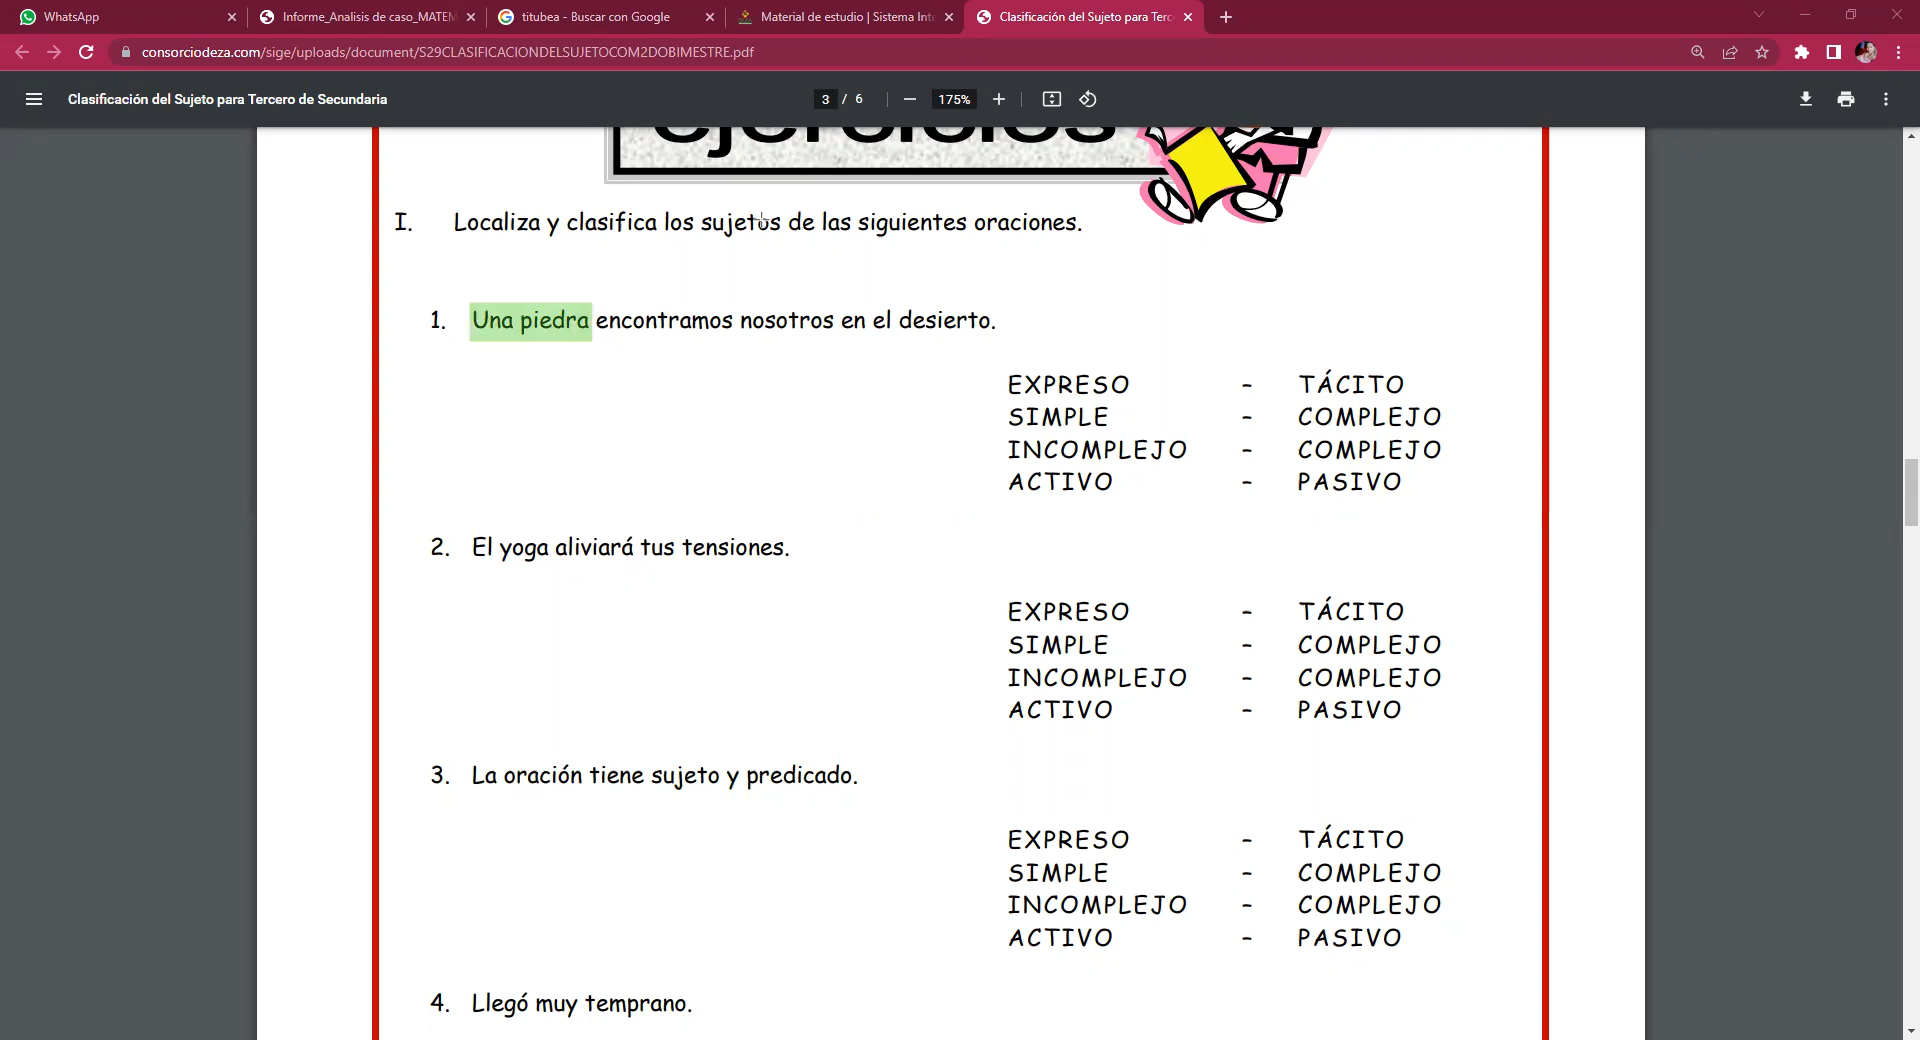 WhatsApp
Informe_Analisis de caso_MATEM
titubea - Buscar con Google
Material de estudio | Sistema Inte
Clasificación del Sujeto para Terc
consorciodeza.com/sige/uploads/document/S29CLASIFICACIONDELSUJETOCOM2DOBIMESTRE.pdf
Clasificación del Sujeto para Tercero de Secundaria
3 / 6
175%
ejercicios
I. Localiza y clasifica los sujetos de las siguientes oraciones.
1. Una piedra encontramos nosotros en el desierto.
EXPRESO - TÁCITO
SIMPLE - COMPLEJO
INCOMPLEJO - COMPLEJO
ACTIVO - PASIVO
2. El yoga aliviará tus tensiones.
EXPRESO - TÁCITO
SIMPLE - COMPLEJO
INCOMPLEJO - COMPLEJO
ACTIVO - PASIVO
3. La oración tiene sujeto y predicado.
EXPRESO - TÁCITO
SIMPLE - COMPLEJO
INCOMPLEJO - COMPLEJO
ACTIVO - PASIVO
4. Llegó muy temprano.